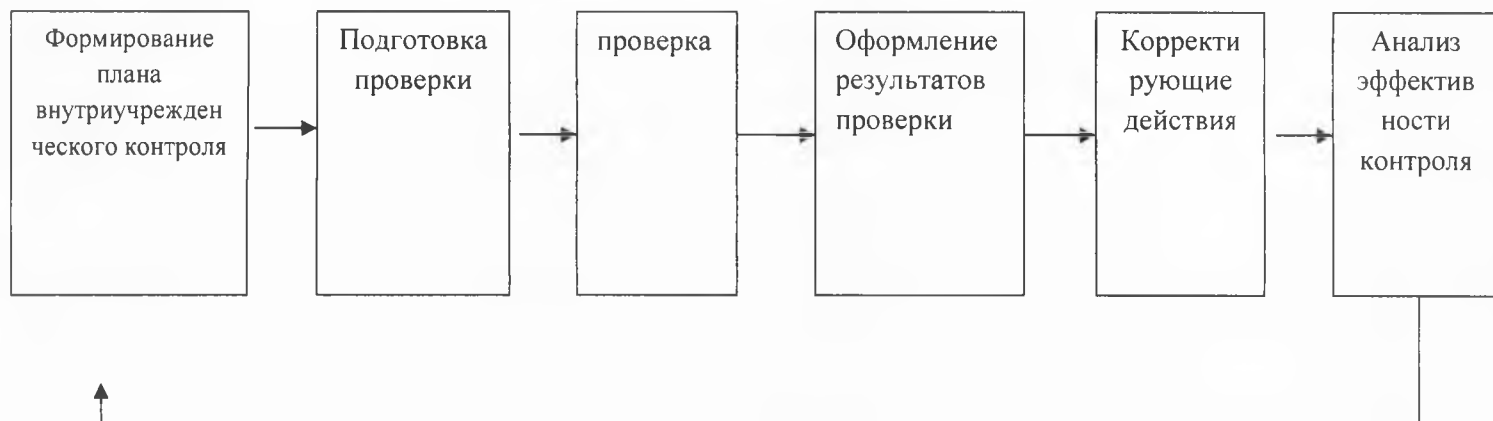 Формирование
плана
внутриучрежден
ческого контроля
Подготовка
проверки
проверка
Оформление
результатов
проверки
Корректи
рующие
действия
Анализ
эффектив
ности
контроля